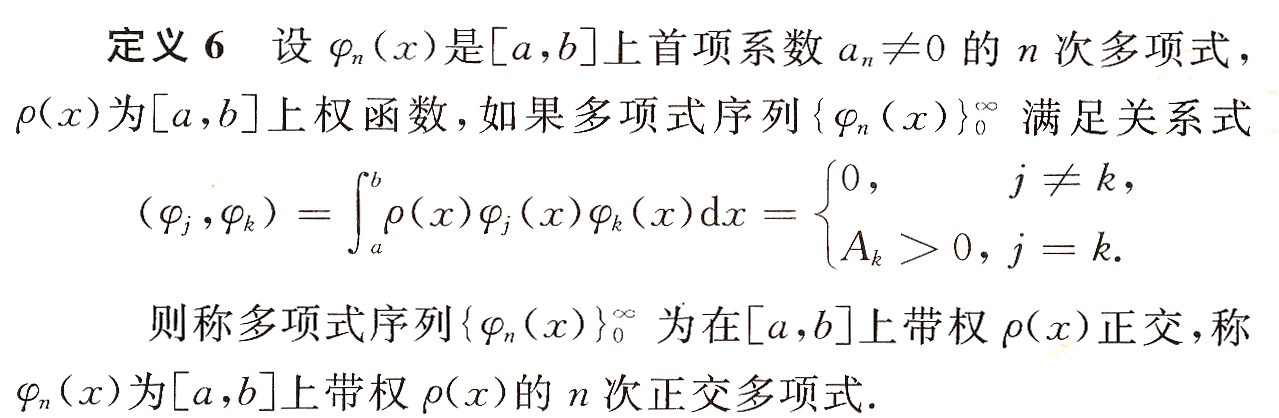 定义 6 设 φₙ(x)是[a,b]上首项系数 aₙ≠0 的 n 次多项式,
ρ(x)为[a,b]上权函数,如果多项式序列{φₙ(x)}₀^∞ 满足关系式
(φⱼ,φₖ) = ∫ₐᵇ ρ(x)φⱼ(x)φₖ(x)dx = { 0, j ≠ k,
Aₖ > 0, j = k.
则称多项式序列{φₙ(x)}₀^∞ 为在[a,b]上带权 ρ(x)正交,称
φₙ(x)为[a,b]上带权 ρ(x)的 n 次正交多项式.